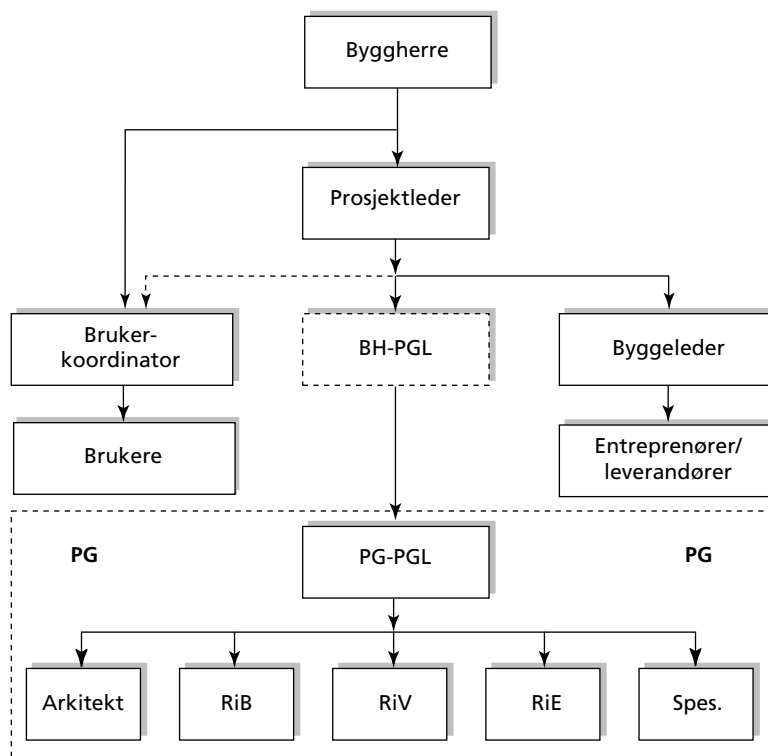 Byggherre
Prosjektleder
Bruker-
koordinator
BH-PGL
Byggeleder
Brukere
Entreprenører/
leverandører
PG
PG-PGL
PG
Arkitekt
RiB
RiV
RiE
Spes.